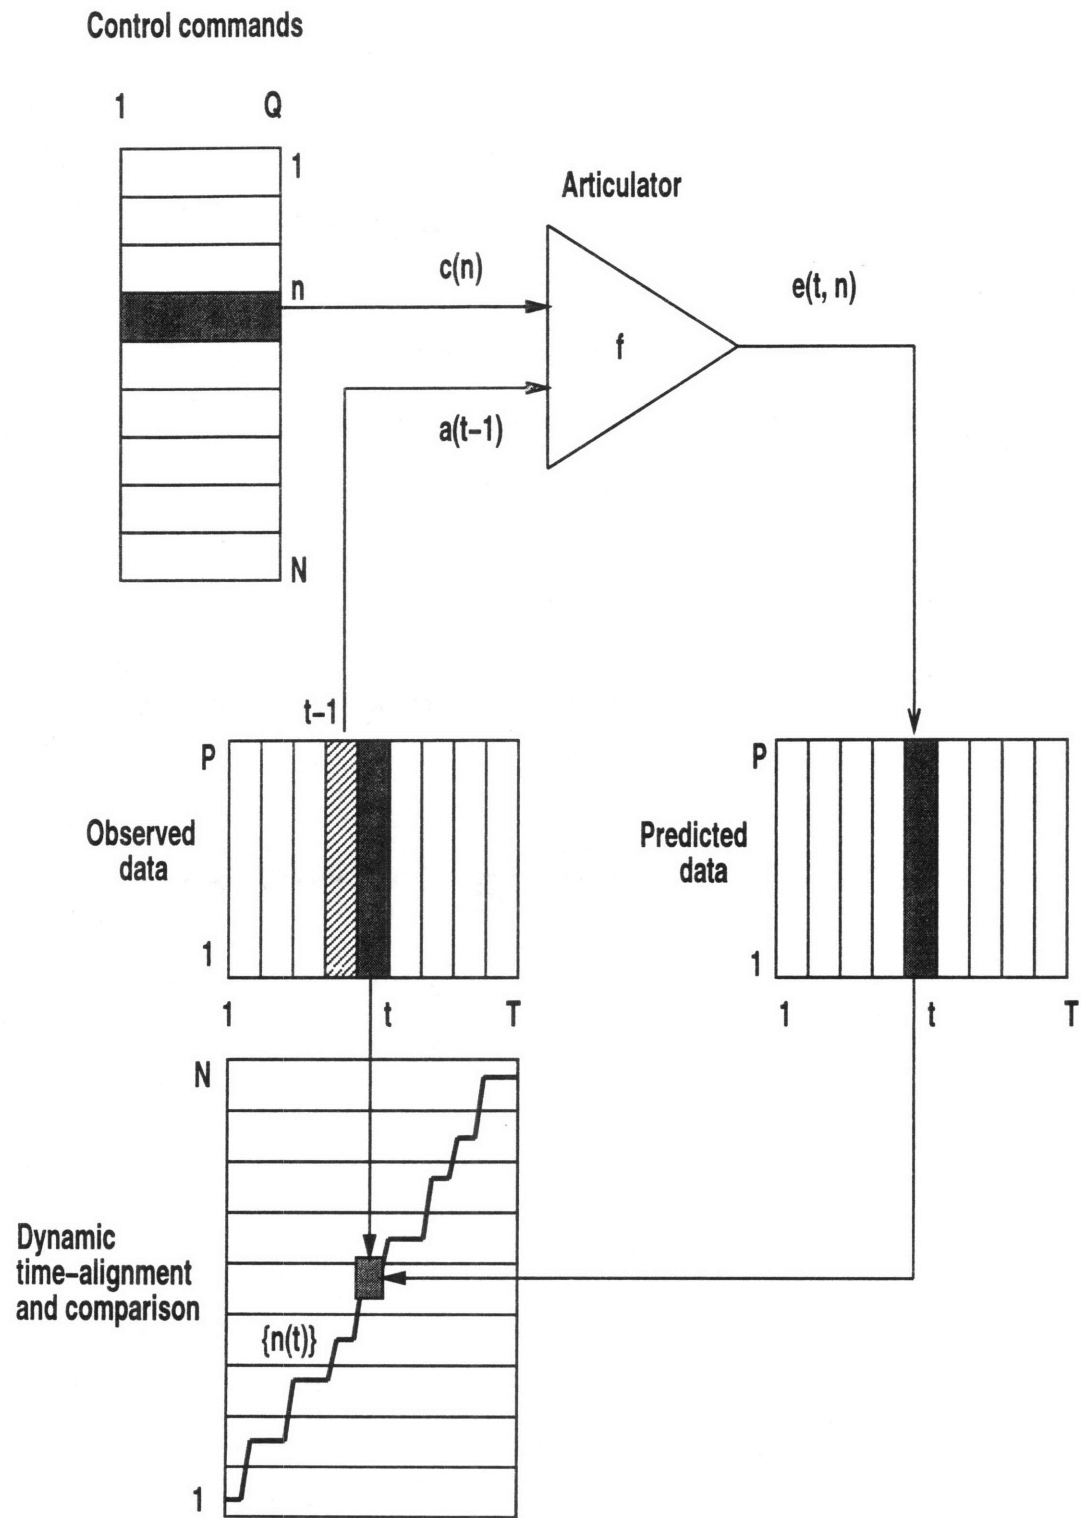 Control commands
1 Q
1
Articulator
c(n)
n
e(t, n)
f
a(t–1)
N
t–1
P
P
Observed
data
Predicted
data
1
1
1 t T
1 t T
N
Dynamic
time–alignment
and comparison
{n(t)}
1